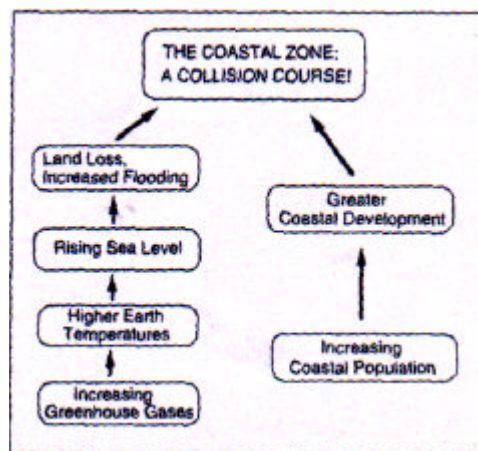 THE COASTAL ZONE:
A COLLISION COURSE!
Land Loss,
Increased Flooding
Rising Sea Level
Higher Earth
Temperatures
Increasing
Greenhouse Gases
Greater
Coastal Development
Increasing
Coastal Population